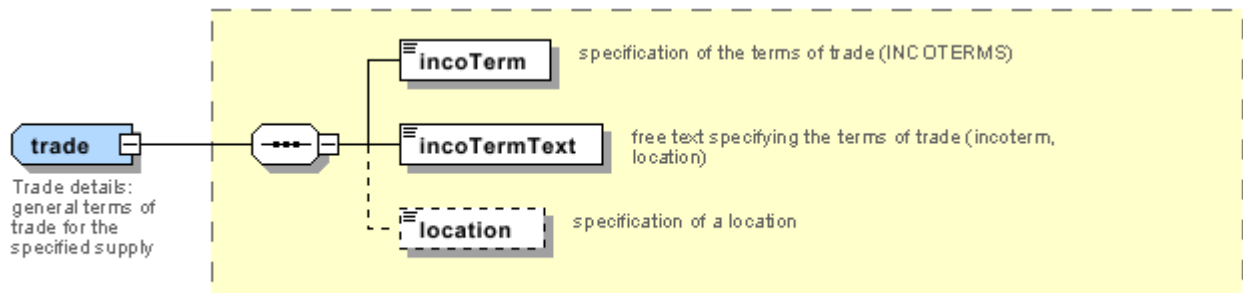 incoTerm
specification of the terms of trade (INCOTERMS)
trade
incoTermText
free text specifying the terms of trade (incoterm,
location)
Trade details:
general terms of
trade for the
specified supply
location
specification of a location